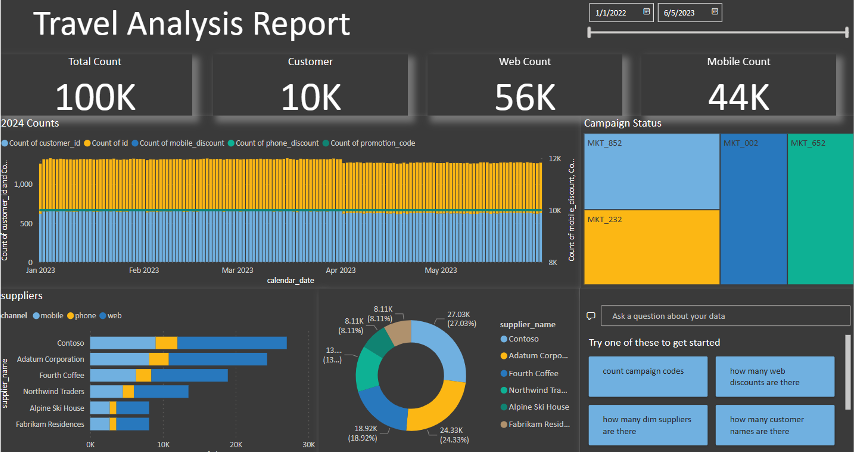 Travel Analysis Report
1/1/2022
6/5/2023
Total Count
100K
Customer
10K
Web Count
56K
Mobile Count
44K
2024 Counts
Count of customer_id Count of id Count of mobile_discount Count of phone_discount Count of promotion_code
Count of customer_id and Co...
1,000
500
0
12K
10K
8K
Count of mobile_discount, Co...
Jan 2023 Feb 2023 Mar 2023 Apr 2023 May 2023
calendar_date
Campaign Status
MKT_852
MKT_232
MKT_002
MKT_652
suppliers
channel mobile phone web
supplier_name
Contoso
Adatum Corporation
Fourth Coffee
Northwind Traders
Alpine Ski House
Fabrikam Residences
0K 10K 20K 30K
27.03K
(27.03%)
24.33K
(24.33%)
18.92K
(18.92%)
13....
(13...)
8.11K
(8.11%)
8.11K
(8.11%)
supplier_name
Contoso
Adatum Corpo...
Fourth Coffee
Northwind Tra...
Alpine Ski House
Fabrikam Resid...
Ask a question about your data
Try one of these to get started
count campaign codes
how many web
discounts are there
how many dim suppliers
are there
how many customer
names are there